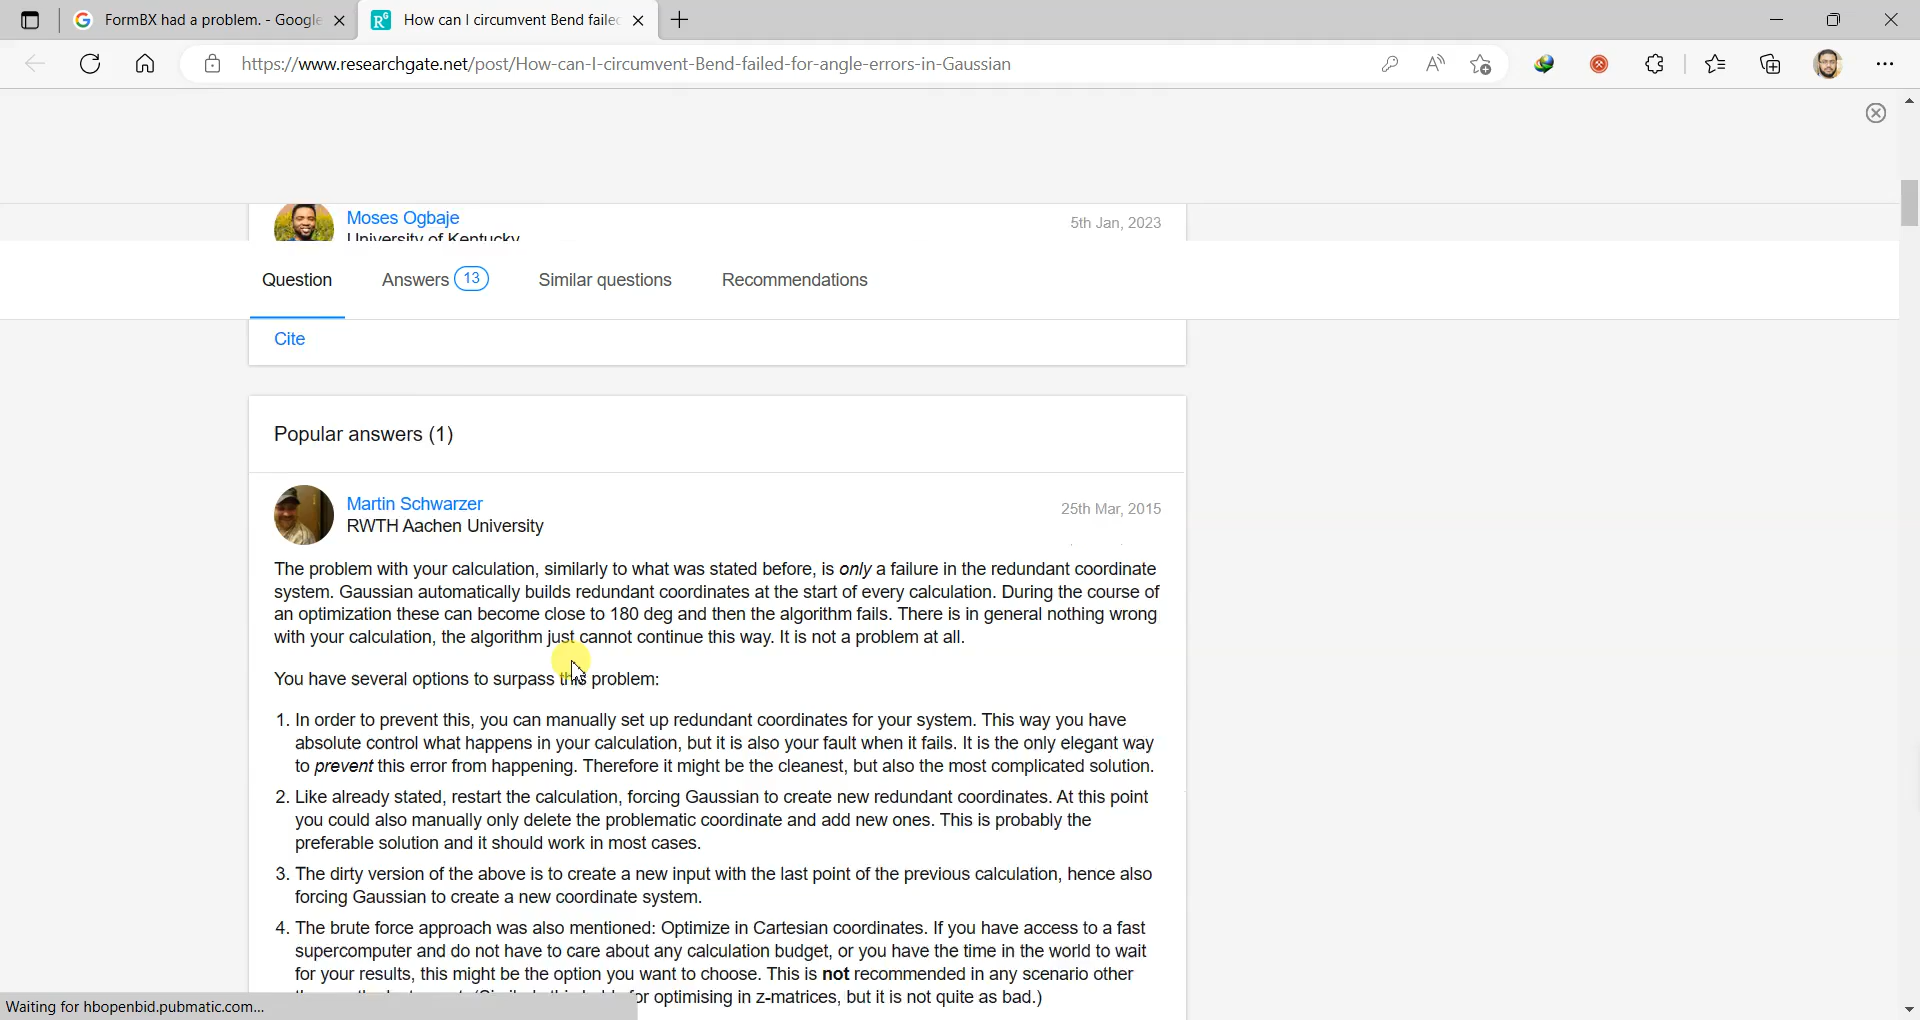 FormBX had a problem. - Google
How can I circumvent Bend failed
https://www.researchgate.net/post/How-can-I-circumvent-Bend-failed-for-angle-errors-in-Gaussian
Moses Ogbaje
5th Jan, 2023
University of Kentucky
Question
Answers 13
Similar questions
Recommendations
Cite
Popular answers (1)
Martin Schwarzer
25th Mar, 2015
RWTH Aachen University
The problem with your calculation, similarly to what was stated before, is only a failure in the redundant coordinate
system. Gaussian automatically builds redundant coordinates at the start of every calculation. During the course of
an optimization these can become close to 180 deg and then the algorithm fails. There is in general nothing wrong
with your calculation, the algorithm just cannot continue this way. It is not a problem at all.
You have several options to surpass this problem:
1. In order to prevent this, you can manually set up redundant coordinates for your system. This way you have
absolute control what happens in your calculation, but it is also your fault when it fails. It is the only elegant way
to prevent this error from happening. Therefore it might be the cleanest, but also the most complicated solution.
2. Like already stated, restart the calculation, forcing Gaussian to create new redundant coordinates. At this point
you could also manually only delete the problematic coordinate and add new ones. This is probably the
preferable solution and it should work in most cases.
3. The dirty version of the above is to create a new input with the last point of the previous calculation, hence also
forcing Gaussian to create a new coordinate system.
4. The brute force approach was also mentioned: Optimize in Cartesian coordinates. If you have access to a fast
supercomputer and do not have to care about any calculation budget, or you have the time in the world to wait
for your results, this might be the option you want to choose. This is not recommended in any scenario other
for optimising in z-matrices, but it is not quite as bad.)
Waiting for hbopenbid.pubmatic.com...